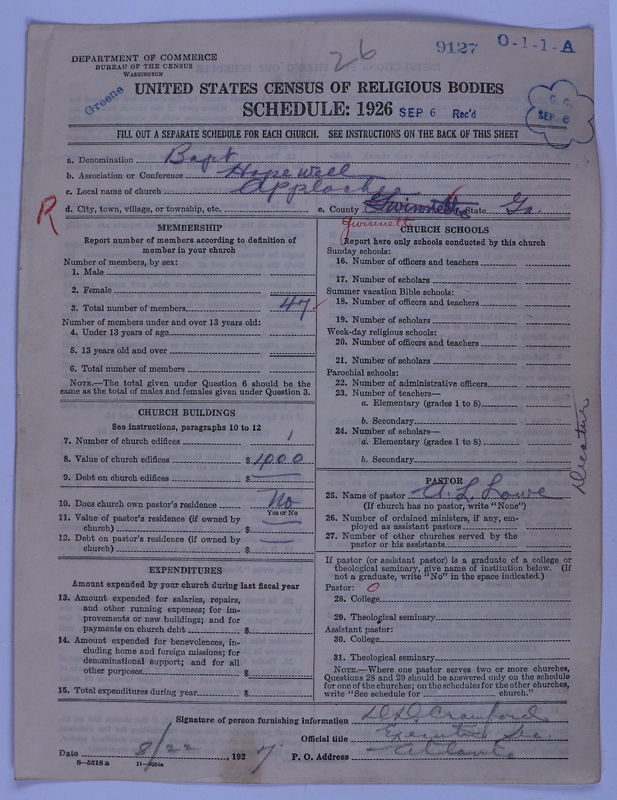 26
9127 O-1-1-A
DEPARTMENT OF COMMERCE
BUREAU OF THE CENSUS
WASHINGTON
Greene
UNITED STATES CENSUS OF RELIGIOUS BODIES
SCHEDULE: 1926 SEP 6 Rec'd
SEP 6
FILL OUT A SEPARATE SCHEDULE FOR EACH CHURCH. SEE INSTRUCTIONS ON THE BACK OF THIS SHEET
a. Denomination Bapt
b. Association or Conference Hopewell
c. Local name of church Apploache
d. City, town, village, or township, etc.
e. County Gwinnett State Ga.
Gwinnett
R
MEMBERSHIP
Report number of members according to definition of
member in your church
Number of members, by sex:
1. Male
2. Female
3. Total number of members 47
Number of members under and over 13 years old:
4. Under 13 years of age
5. 13 years old and over
6. Total number of members
NOTE.—The total given under Question 6 should be the
same as the total of males and females given under Question 3.
CHURCH BUILDINGS
See instructions, paragraphs 10 to 12
7. Number of church edifices 1
8. Value of church edifices $1,000
9. Debt on church edifices $
10. Does church own pastor's residence No
Yes or No
11. Value of pastor's residence (if owned by
church) $
12. Debt on pastor's residence (if owned by
church) $
EXPENDITURES
Amount expended by your church during last fiscal year
13. Amount expended for salaries, repairs,
and other running expenses; for im-
provements or new buildings; and for
payments on church debt $
14. Amount expended for benevolences, in-
cluding home and foreign missions; for
denominational support; and for all
other purposes $
15. Total expenditures during year $
CHURCH SCHOOLS
Report here only schools conducted by this church
Sunday schools:
16. Number of officers and teachers
17. Number of scholars
Summer vacation Bible schools:
18. Number of officers and teachers
19. Number of scholars
Week-day religious schools:
20. Number of officers and teachers
21. Number of scholars
Parochial schools:
22. Number of administrative officers
23. Number of teachers—
a. Elementary (grades 1 to 8)
b. Secondary
24. Number of scholars—
a. Elementary (grades 1 to 8)
b. Secondary
Decatur
PASTOR
25. Name of pastor A. L. Lowe
(If church has no pastor, write "None")
26. Number of ordained ministers, if any, em-
ployed as assistant pastors
27. Number of other churches served by the
pastor or his assistants
If pastor (or assistant pastor) is a graduate of a college or
theological seminary, give name of institution below. (If
not a graduate, write "No" in the space indicated.)
Pastor: 0
28. College
29. Theological seminary
Assistant pastor:
30. College
31. Theological seminary
NOTE.—Where one pastor serves two or more churches,
Questions 28 and 29 should be answered only on the schedule
for one of the churches; on the schedules for the other churches,
write "See schedule for church."
Signature of person furnishing information Crawford
Official title Executive Sec.
Date 8/22, 1927 P. O. Address Atlanta
8—5518 a